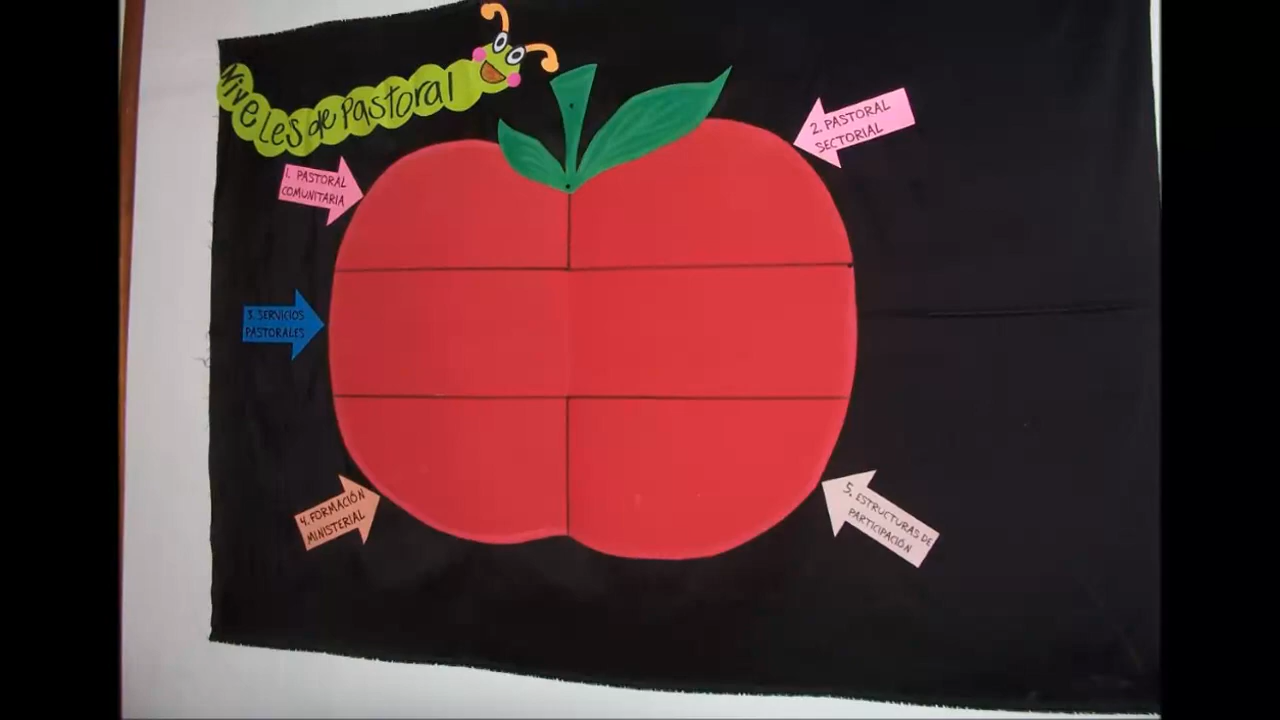 Niveles de Pastoral
1. PASTORAL
COMUNITARIA
2. PASTORAL
SECTORIAL
3. SERVICIOS
PASTORALES
4. FORMACIÓN
MINISTERIAL
5. ESTRUCTURAS DE
PARTICIPACIÓN